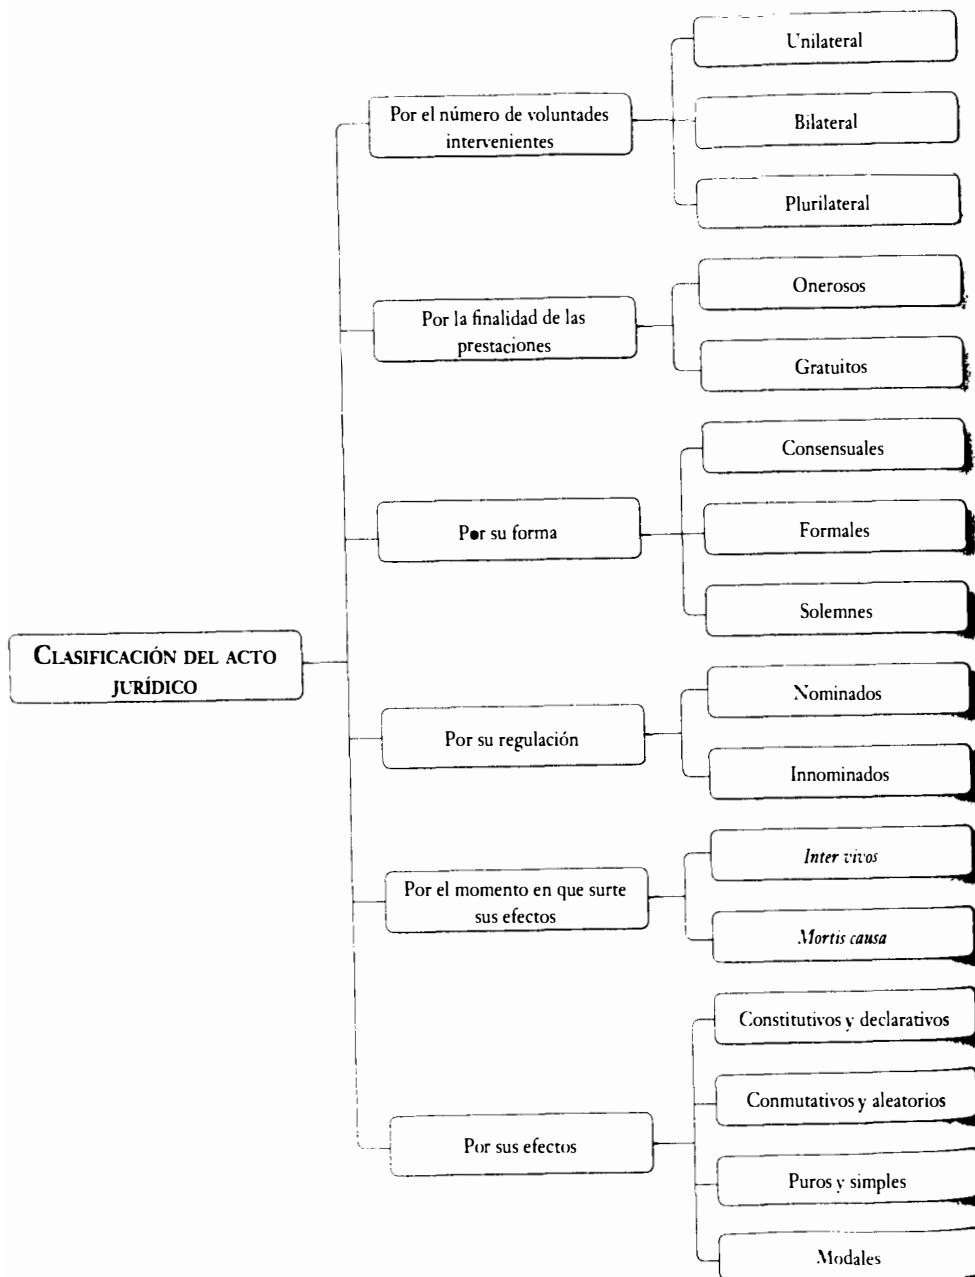 Unilateral
Por el número de voluntades
intervenientes
Bilateral
Plurilateral
Onerosos
Por la finalidad de las
prestaciones
Gratuitos
Consensuales
Por su forma
Formales
Solemnes
CLASIFICACIÓN DEL ACTO
JURÍDICO
Nominados
Por su regulación
Innominados
Inter vivos
Por el momento en que surte
sus efectos
Mortis causa
Constitutivos y declarativos
Conmutativos y aleatorios
Por sus efectos
Puros y simples
Modales